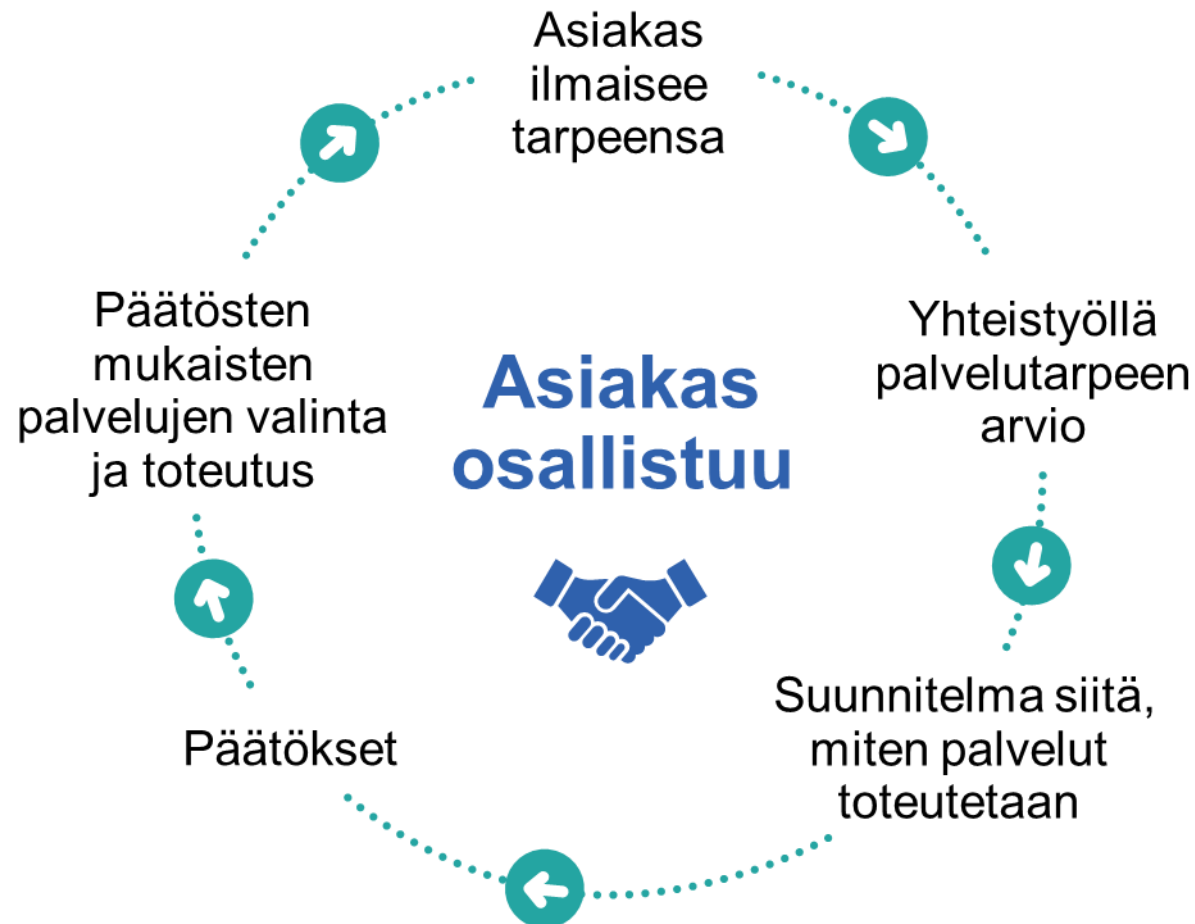 Asiakas
ilmaisee
tarpeensa
Yhteistyöllä
palvelutarpeen
arvio
Suunnitelma siitä,
miten palvelut
toteutetaan
Päätökset
Päätösten
mukaisten
palvelujen valinta
ja toteutus
Asiakas
osallistuu